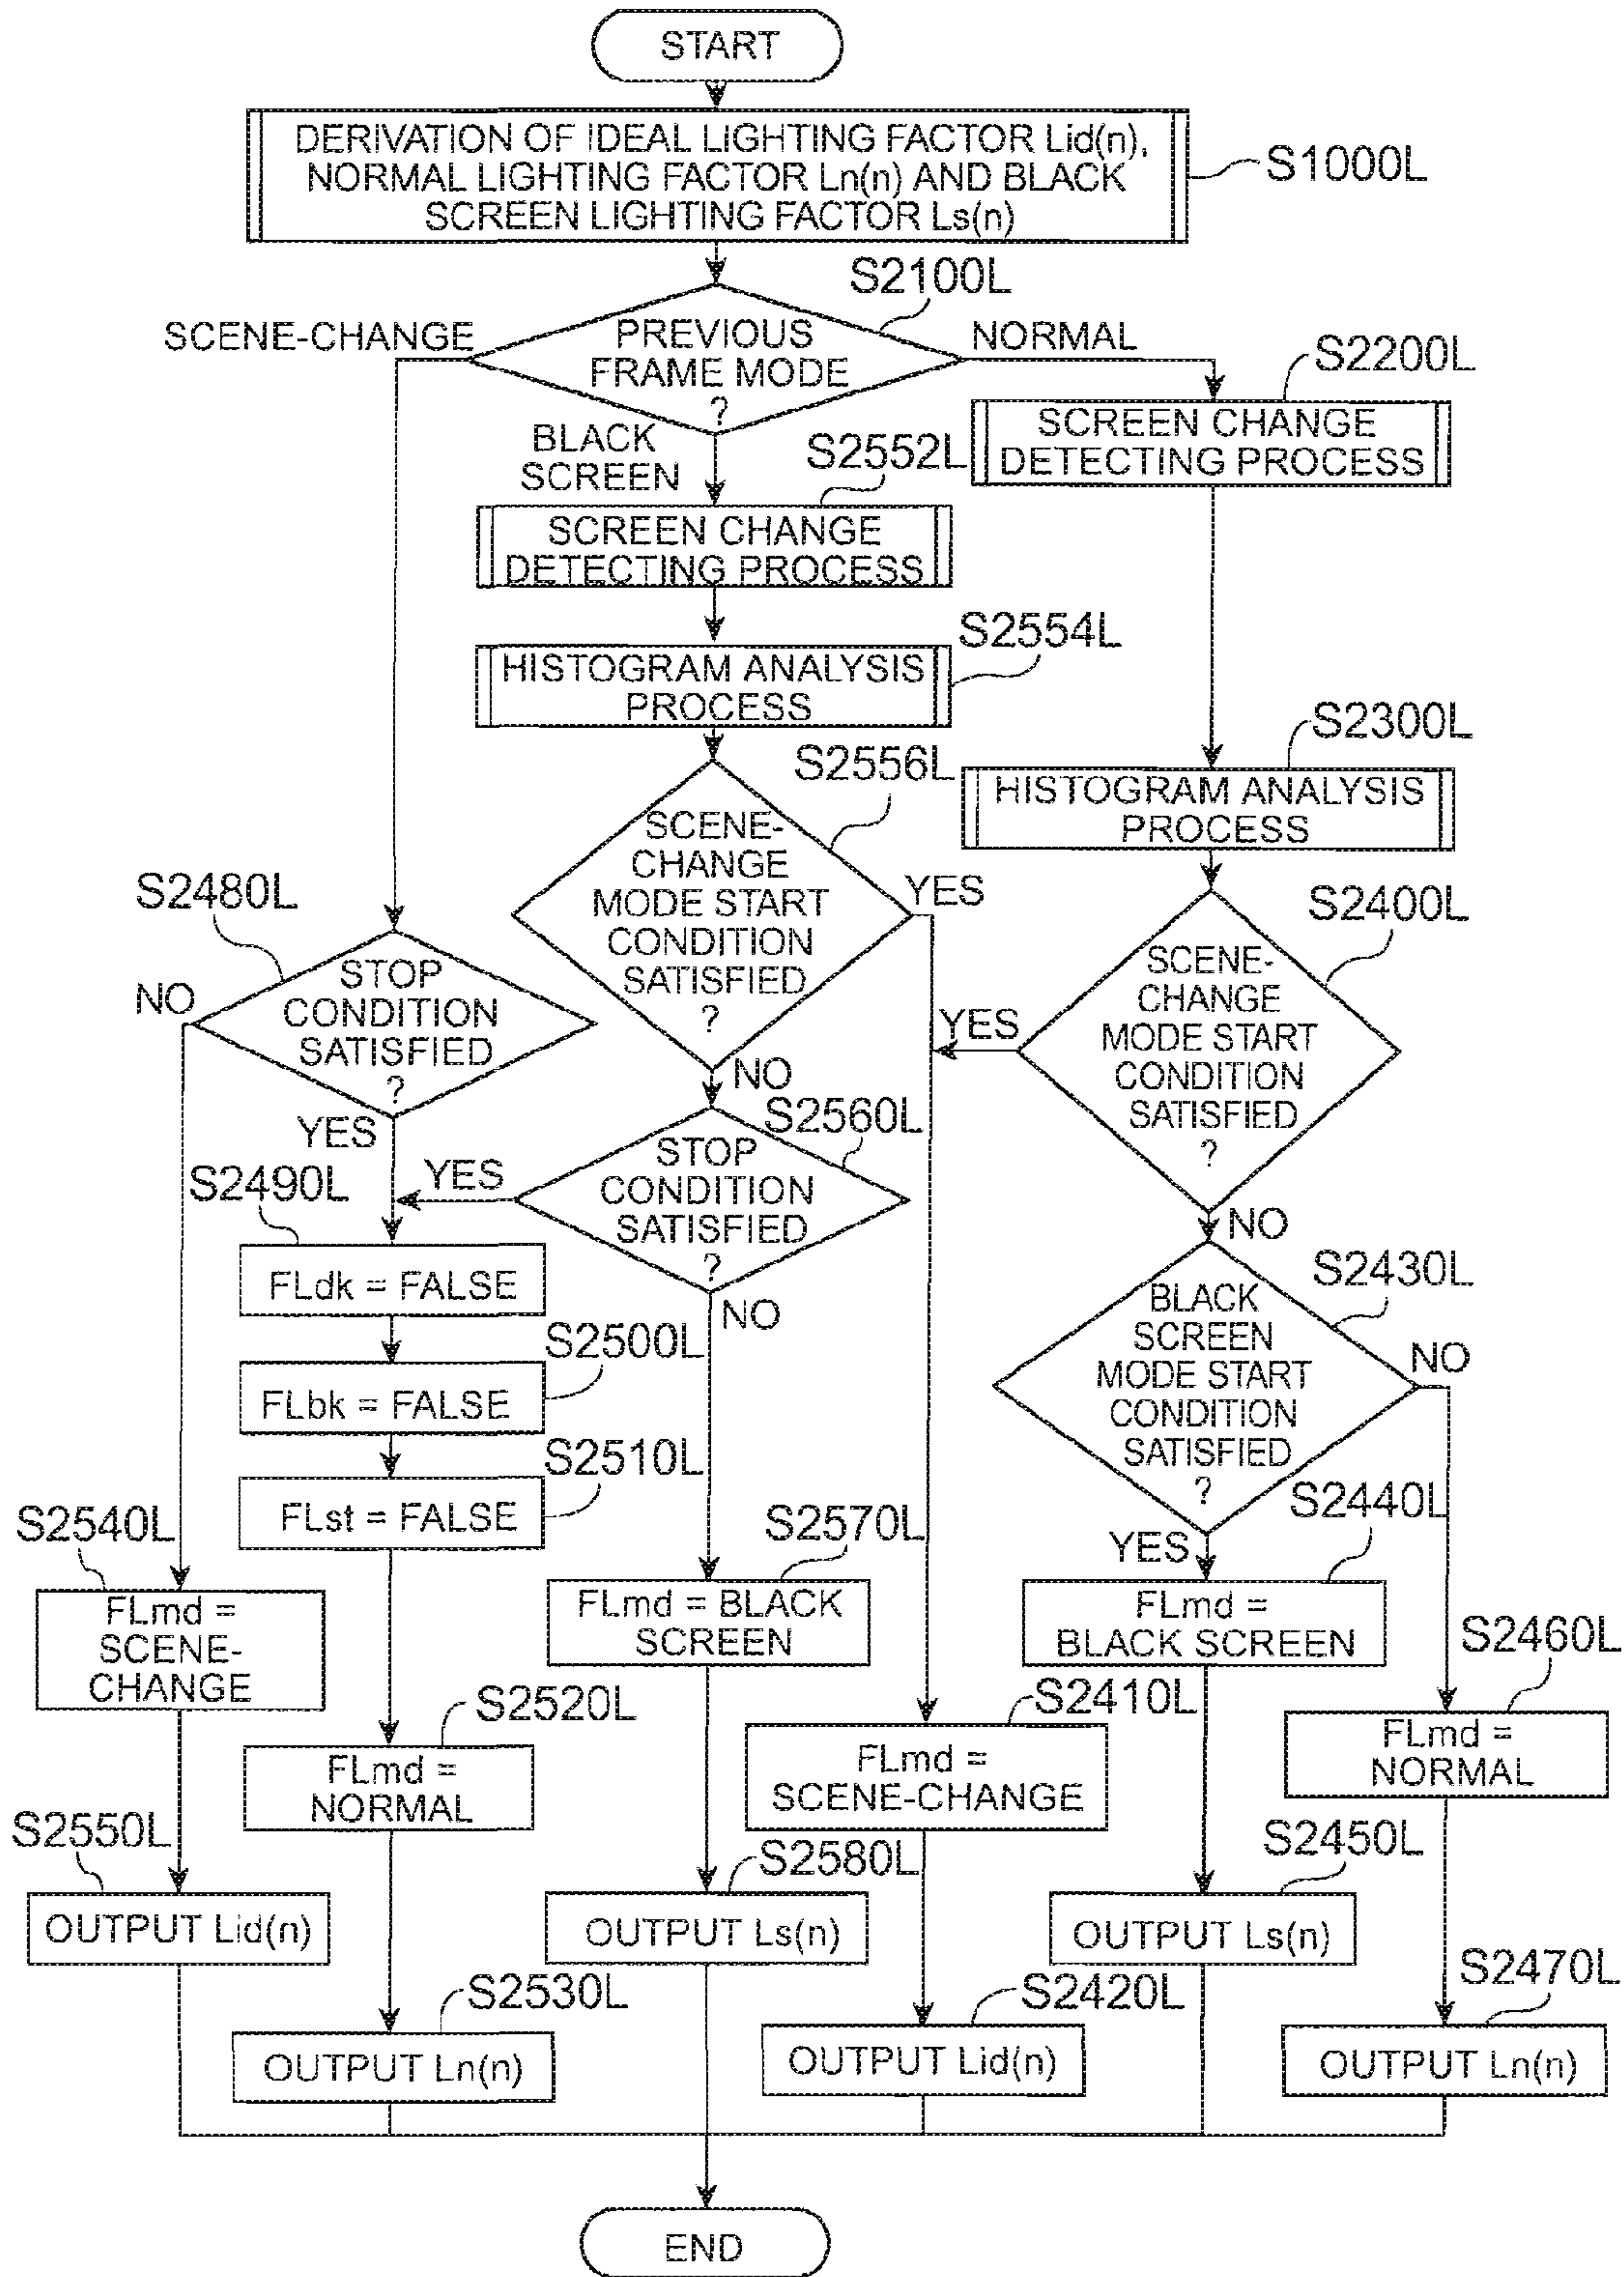 START
DERIVATION OF IDEAL LIGHTING FACTOR Lid(n),
NORMAL LIGHTING FACTOR Ln(n) AND BLACK
SCREEN LIGHTING FACTOR Ls(n)
S1000L
S2100L
PREVIOUS
FRAME MODE
?
SCENE-CHANGE
NORMAL
BLACK
SCREEN
S2200L
SCREEN CHANGE
DETECTING PROCESS
S2552L
SCREEN CHANGE
DETECTING PROCESS
S2554L
HISTOGRAM ANALYSIS
PROCESS
S2300L
HISTOGRAM ANALYSIS
PROCESS
S2556L
SCENE-
CHANGE
MODE START
CONDITION
SATISFIED
?
YES
NO
S2400L
SCENE-
CHANGE
MODE START
CONDITION
SATISFIED
?
YES
NO
S2480L
STOP
CONDITION
SATISFIED
?
NO
YES
S2560L
STOP
CONDITION
SATISFIED
?
YES
NO
S2490L
FLdk = FALSE
S2500L
FLbk = FALSE
S2510L
FLst = FALSE
S2430L
BLACK
SCREEN
MODE START
CONDITION
SATISFIED
?
NO
YES
S2540L
FLmd =
SCENE-
CHANGE
S2570L
FLmd = BLACK
SCREEN
S2440L
FLmd =
BLACK SCREEN
S2460L
FLmd =
NORMAL
S2520L
FLmd =
NORMAL
S2410L
FLmd =
SCENE-CHANGE
S2550L
OUTPUT Lid(n)
S2580L
OUTPUT Ls(n)
S2450L
OUTPUT Ls(n)
S2530L
OUTPUT Ln(n)
S2420L
OUTPUT Lid(n)
S2470L
OUTPUT Ln(n)
END